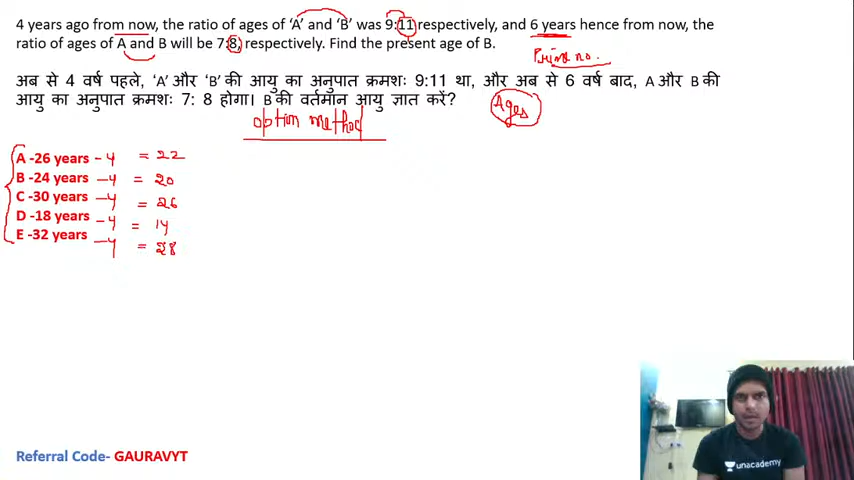 4 years ago from now, the ratio of ages of ‘A’ and ‘B’ was 9:11 respectively, and 6 years hence from now, the
ratio of ages of A and B will be 7:8, respectively. Find the present age of B.
Prime no.
अब से 4 वर्ष पहले, ‘A’ और ‘B’ की आयु का अनुपात क्रमशः 9:11 था, और अब से 6 वर्ष बाद, A और B की
आयु का अनुपात क्रमशः 7: 8 होगा। B की वर्तमान आयु ज्ञात करें?
Ages
option method
A -26 years - 4 = 22
B -24 years - 4 = 20
C -30 years - 4 = 26
D -18 years - 4 = 14
E -32 years - 4 = 28
unacademy
Referral Code- GAURAVYT